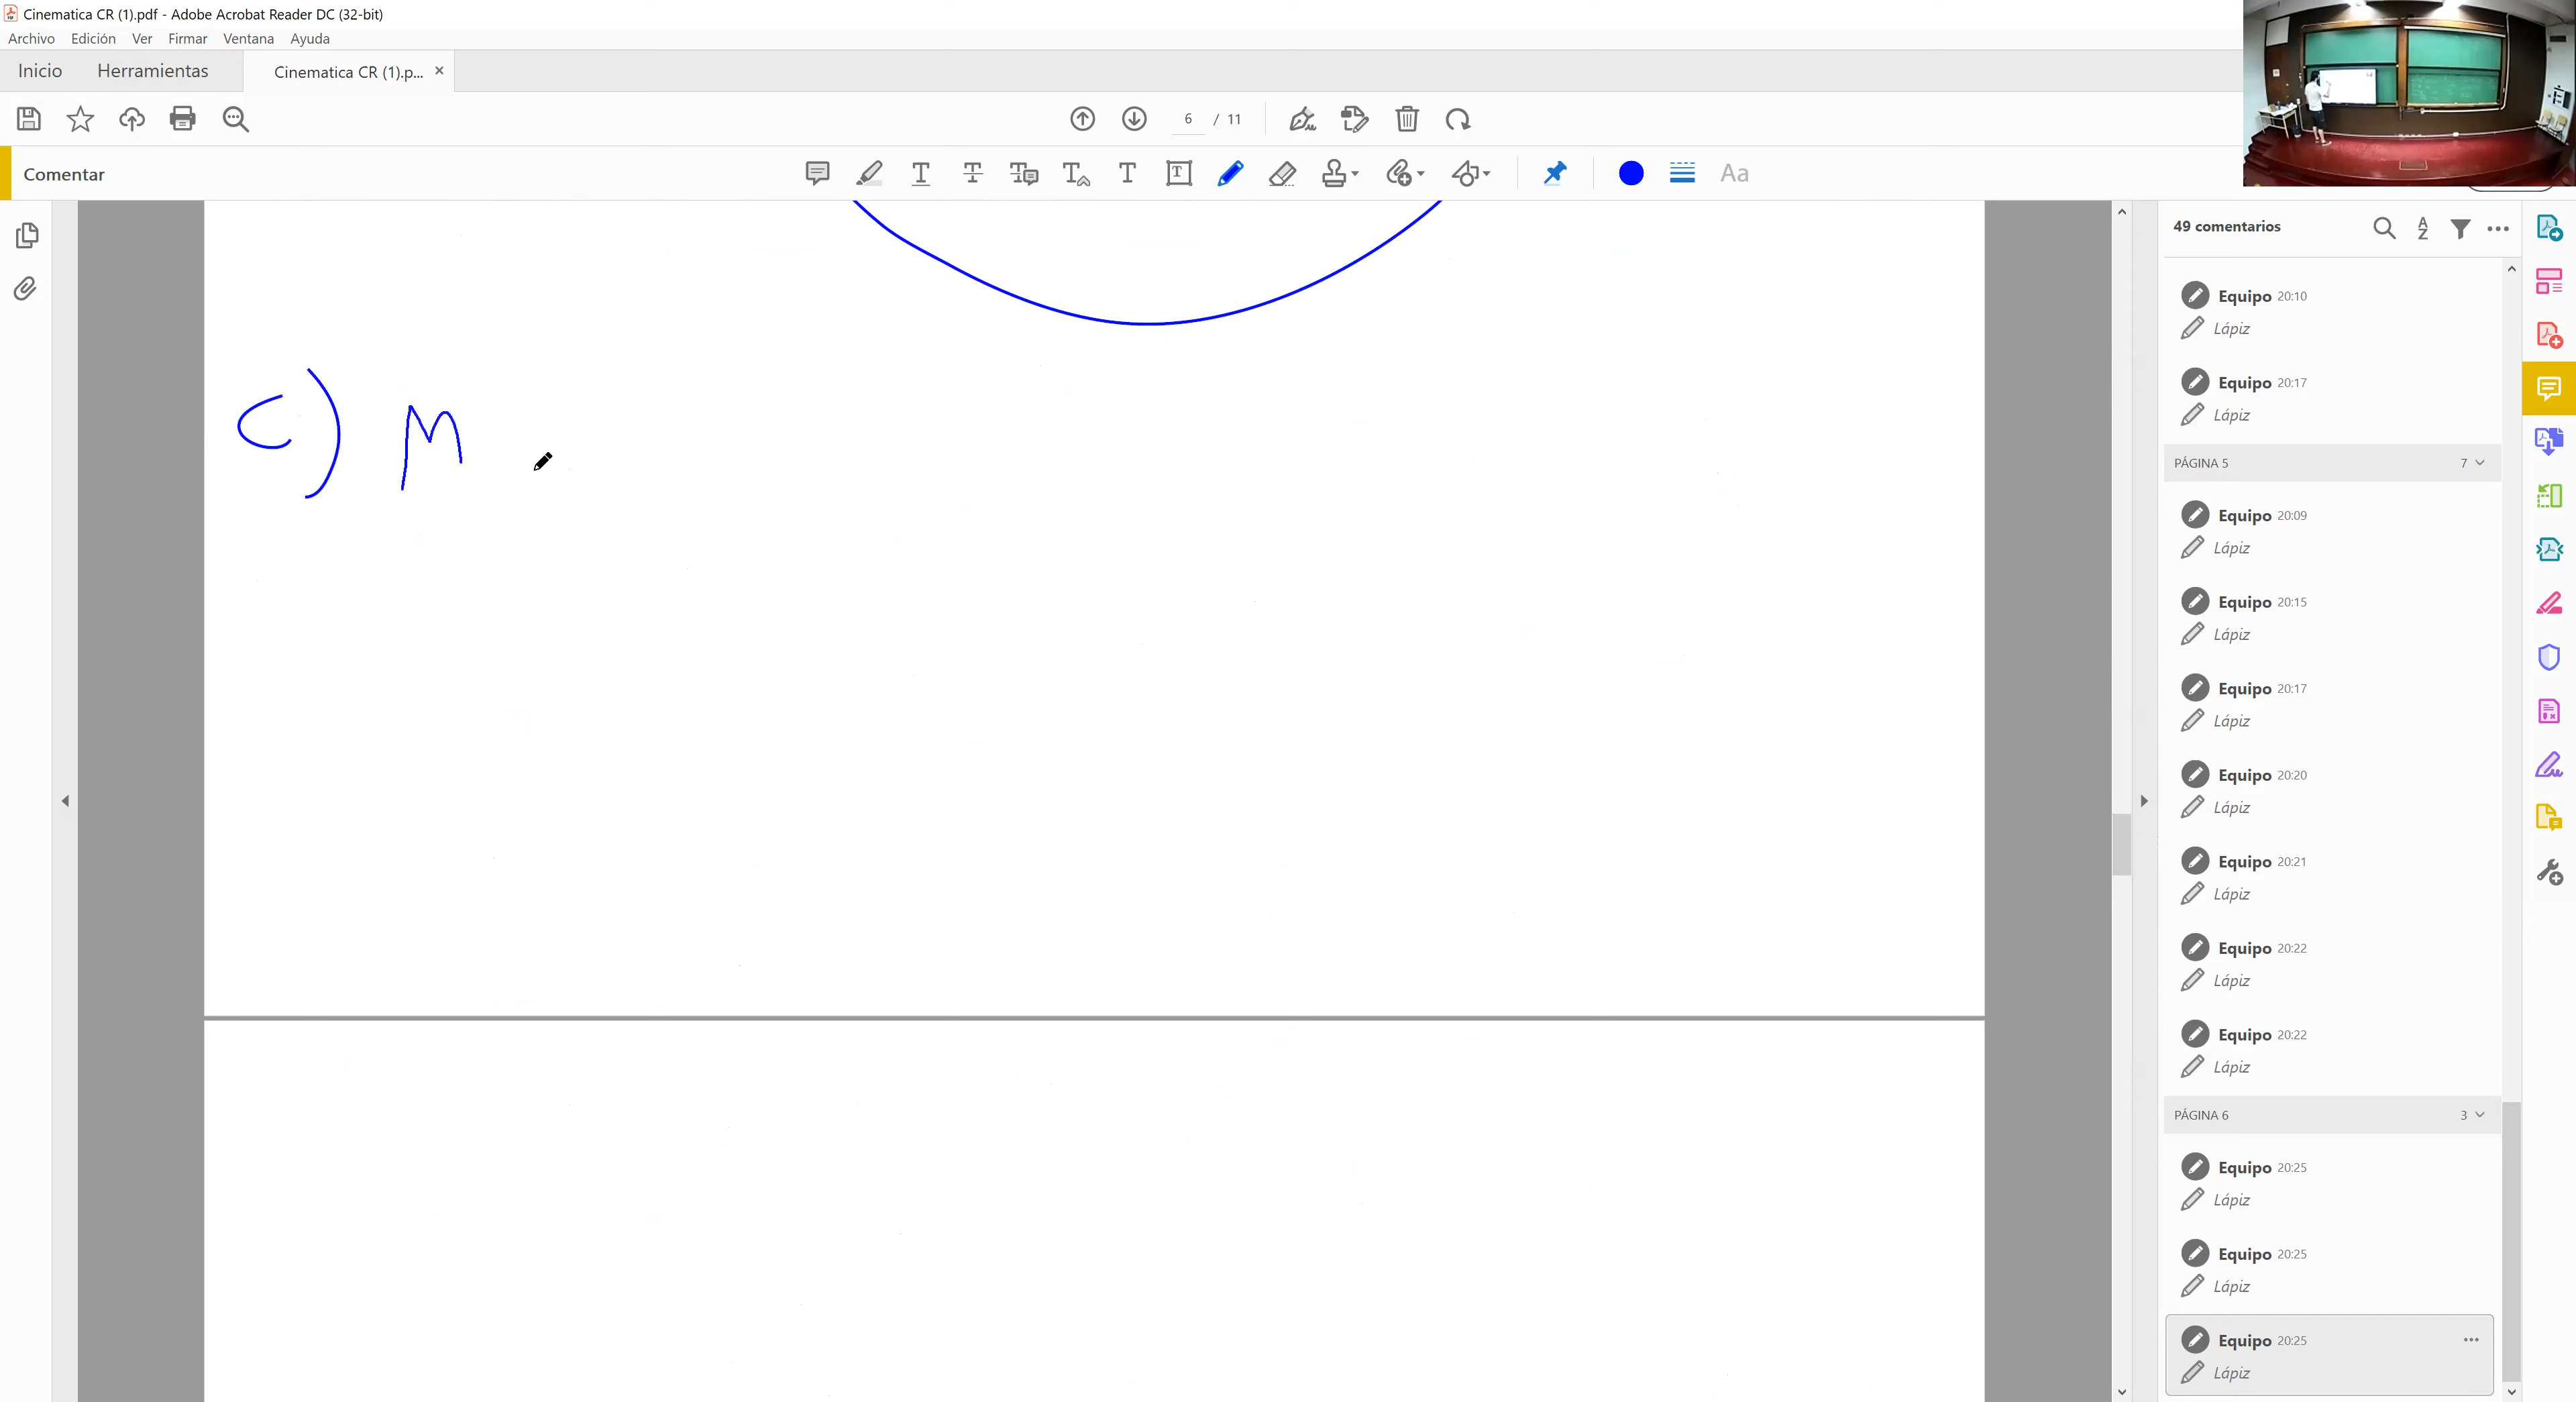 Cinematica CR (1).pdf - Adobe Acrobat Reader DC (32-bit)
Archivo Edición Ver Firmar Ventana Ayuda
Inicio Herramientas Cinematica CR (1).p... ×
6 / 11
Comentar
Aa
49 comentarios
Equipo 20:10
Lápiz
Equipo 20:17
Lápiz
PÁGINA 5 7
Equipo 20:09
Lápiz
Equipo 20:15
Lápiz
Equipo 20:17
Lápiz
Equipo 20:20
Lápiz
Equipo 20:21
Lápiz
Equipo 20:22
Lápiz
Equipo 20:22
Lápiz
PÁGINA 6 3
Equipo 20:25
Lápiz
Equipo 20:25
Lápiz
Equipo 20:25
Lápiz
C) M